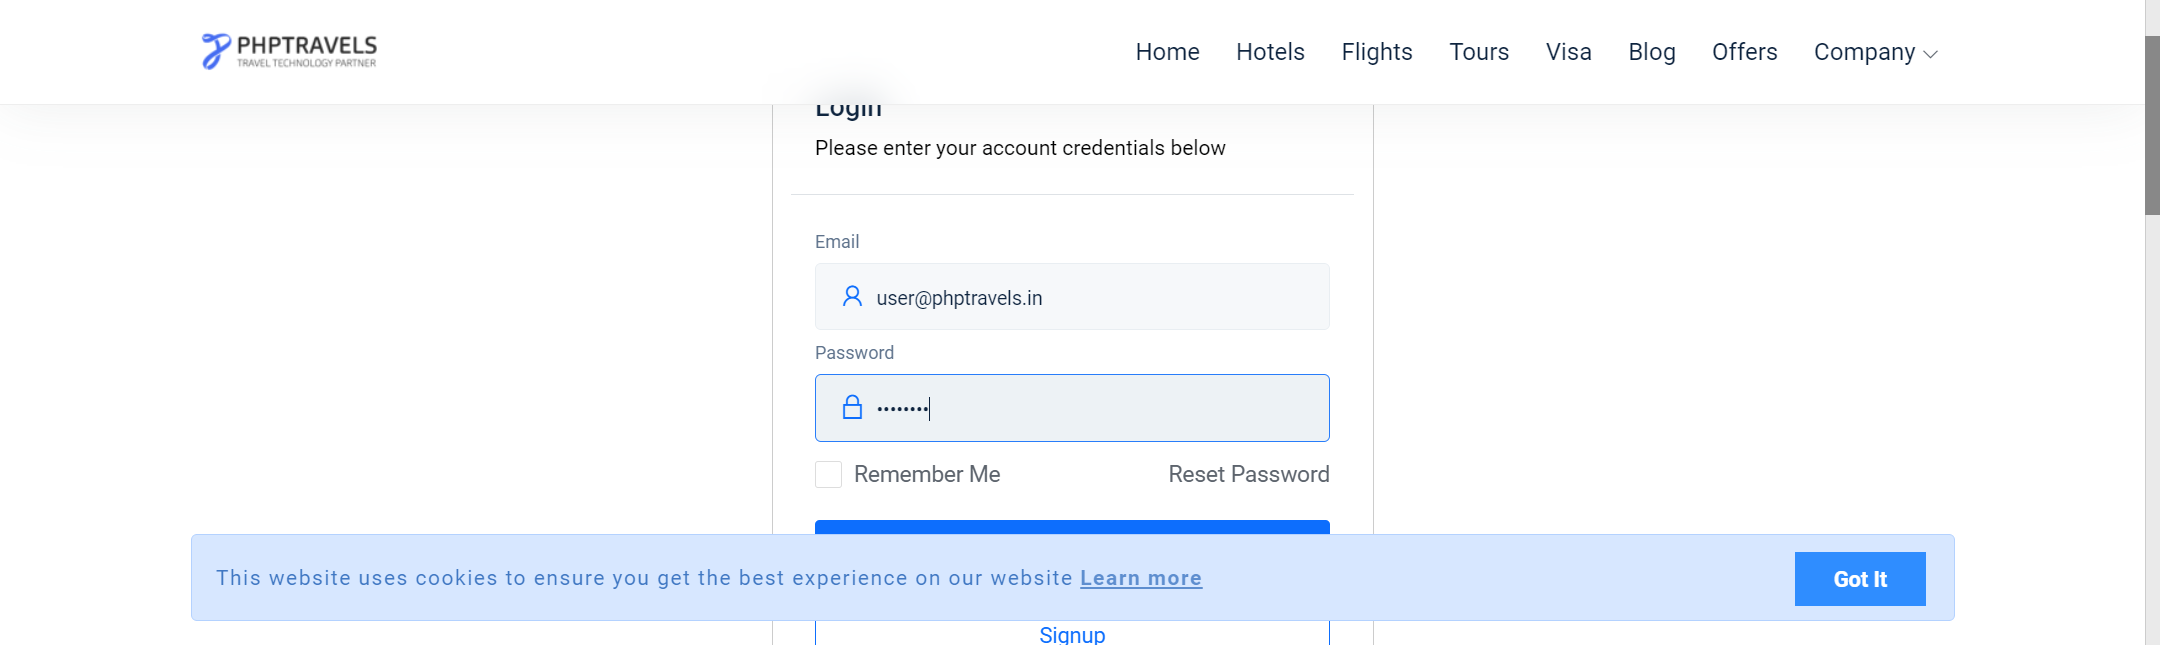 PHPTRAVELS
TRAVEL TECHNOLOGY PARTNER
Home Hotels Flights Tours Visa Blog Offers Company
Login
Please enter your account credentials below
Email
user@phptravels.in
Password
••••••••
Remember Me Reset Password
This website uses cookies to ensure you get the best experience on our website Learn more
Got It
Signup